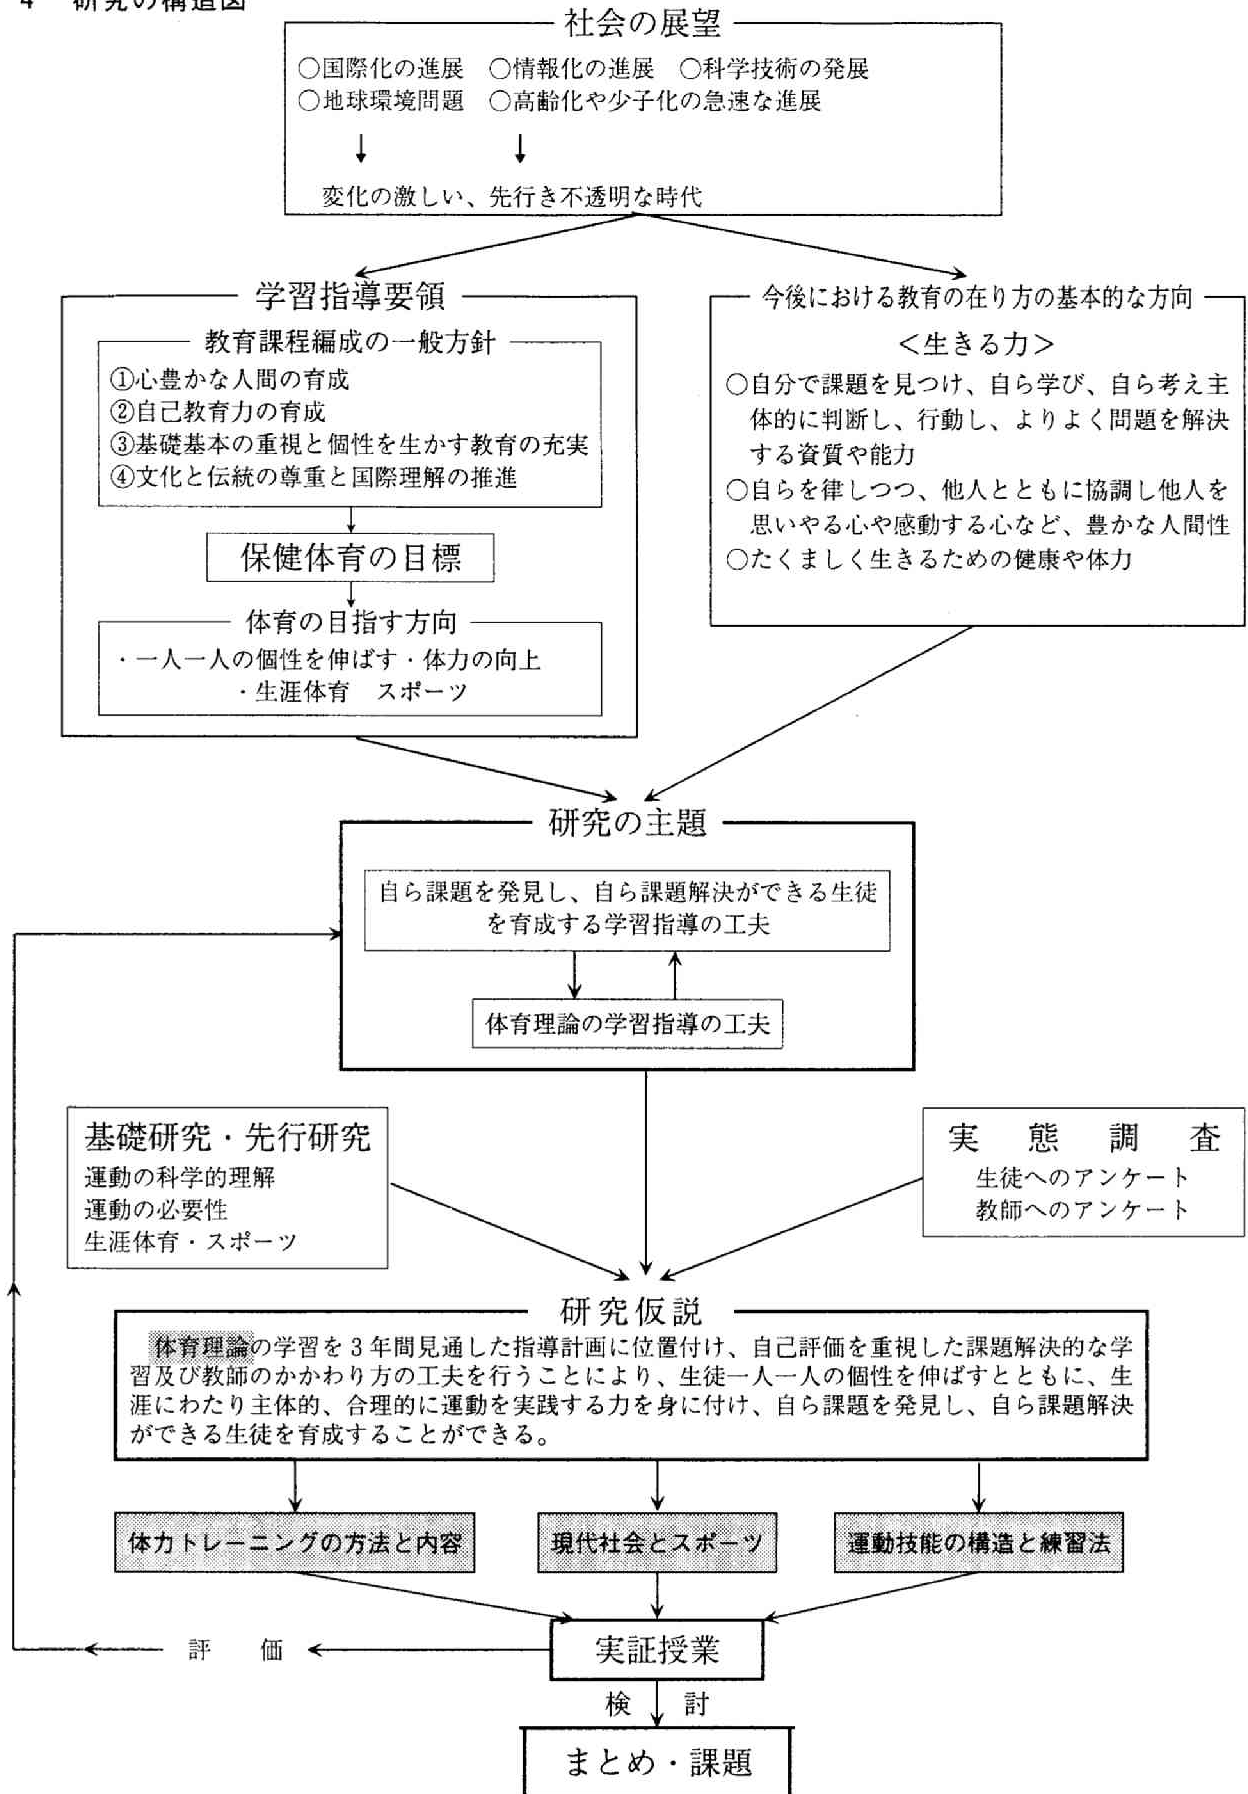 4 研究の構造図
社会の展望
○国際化の進展 ○情報化の進展 ○科学技術の発展
○地球環境問題 ○高齢化や少子化の急速な進展
変化の激しい、先行き不透明な時代
学習指導要領
教育課程編成の一般方針
①心豊かな人間の育成
②自己教育力の育成
③基礎基本の重視と個性を生かす教育の充実
④文化と伝統の尊重と国際理解の推進
保健体育の目標
体育の目指す方向
・一人一人の個性を伸ばす・体力の向上
・生涯体育 スポーツ
今後における教育の在り方の基本的な方向
＜生きる力＞
○自分で課題を見つけ、自ら学び、自ら考え主
体的に判断し、行動し、よりよく問題を解決
する資質や能力
○自らを律しつつ、他人とともに協調し他人を
思いやる心や感動する心など、豊かな人間性
○たくましく生きるための健康や体力
研究の主題
自ら課題を発見し、自ら課題解決ができる生徒
を育成する学習指導の工夫
体育理論の学習指導の工夫
基礎研究・先行研究
運動の科学的理解
運動の必要性
生涯体育・スポーツ
実 態 調 査
生徒へのアンケート
教師へのアンケート
研究仮説
体育理論の学習を3年間見通した指導計画に位置付け、自己評価を重視した課題解決的な学
習及び教師のかかわり方の工夫を行うことにより、生徒一人一人の個性を伸ばすとともに、生
涯にわたり主体的、合理的に運動を実践する力を身に付け、自ら課題を発見し、自ら課題解決
ができる生徒を育成することができる。
体力トレーニングの方法と内容
現代社会とスポーツ
運動技能の構造と練習法
評 価
実証授業
検 討
まとめ・課題